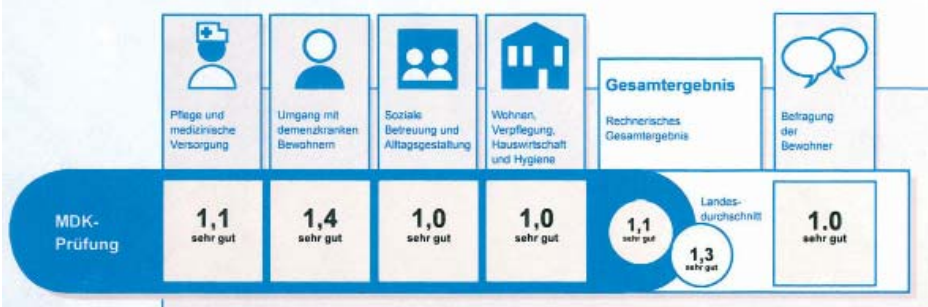 Pflege und
medizinische
Versorgung
Umgang mit
demenzkranken
Bewohnern
Soziale
Betreuung und
Alltagsgestaltung
Wohnen,
Verpflegung,
Hauswirtschaft
und Hygiene
Gesamtergebnis
Rechnerisches
Gesamtergebnis
Befragung
der
Bewohner
MDK-
Prüfung
1,1
sehr gut
1,4
sehr gut
1,0
sehr gut
1,0
sehr gut
1,1
sehr gut
Landes-
durchschnitt
1,3
sehr gut
1.0
sehr gut